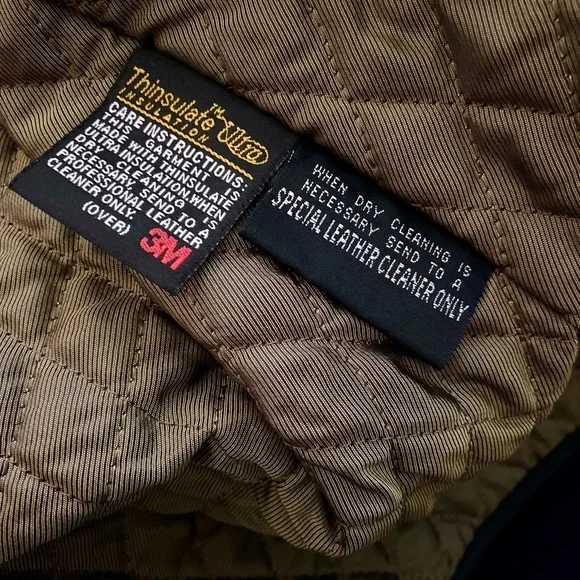 Thinsulate™ Ultra
INSULATION
CARE INSTRUCTIONS:
THIS GARMENT
MADE WITH THINSULATE
ULTRA INSULATION. WHEN
DRY CLEANING IS
NECESSARY, SEND TO A
PROFESSIONAL LEATHER
CLEANER ONLY.
(OVER) 3M
WHEN DRY CLEANING IS
NECESSARY SEND TO A
SPECIAL LEATHER CLEANER ONLY